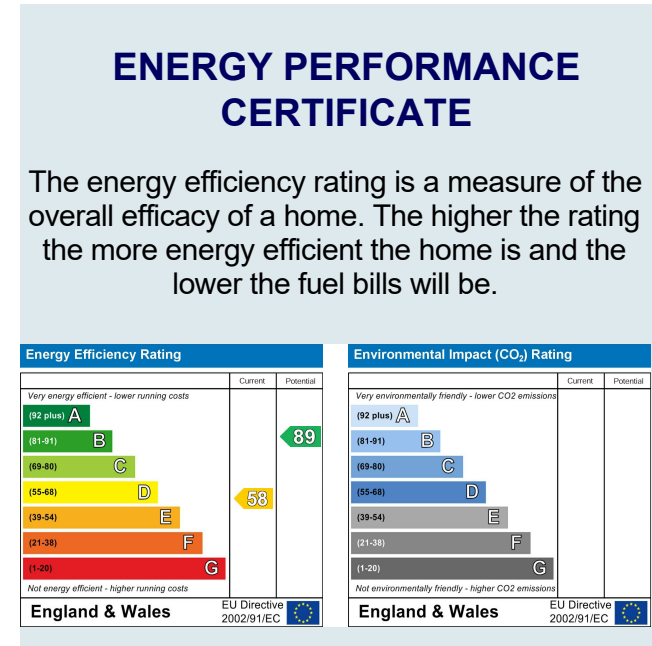 ENERGY PERFORMANCE
CERTIFICATE
The energy efficiency rating is a measure of the
overall efficacy of a home. The higher the rating
the more energy efficient the home is and the
lower the fuel bills will be.
Energy Efficiency Rating
Current Potential
Very energy efficient - lower running costs
(92 plus) A
(81-91) B
89
(69-80) C
(55-68) D
58
(39-54) E
(21-38) F
(1-20) G
Not energy efficient - higher running costs
England & Wales
EU Directive
2002/91/EC
Environmental Impact (CO₂) Rating
Current Potential
Very environmentally friendly - lower CO2 emissions
(92 plus) A
(81-91) B
(69-80) C
(55-68) D
(39-54) E
(21-38) F
(1-20) G
Not environmentally friendly - higher CO2 emissions
England & Wales
EU Directive
2002/91/EC